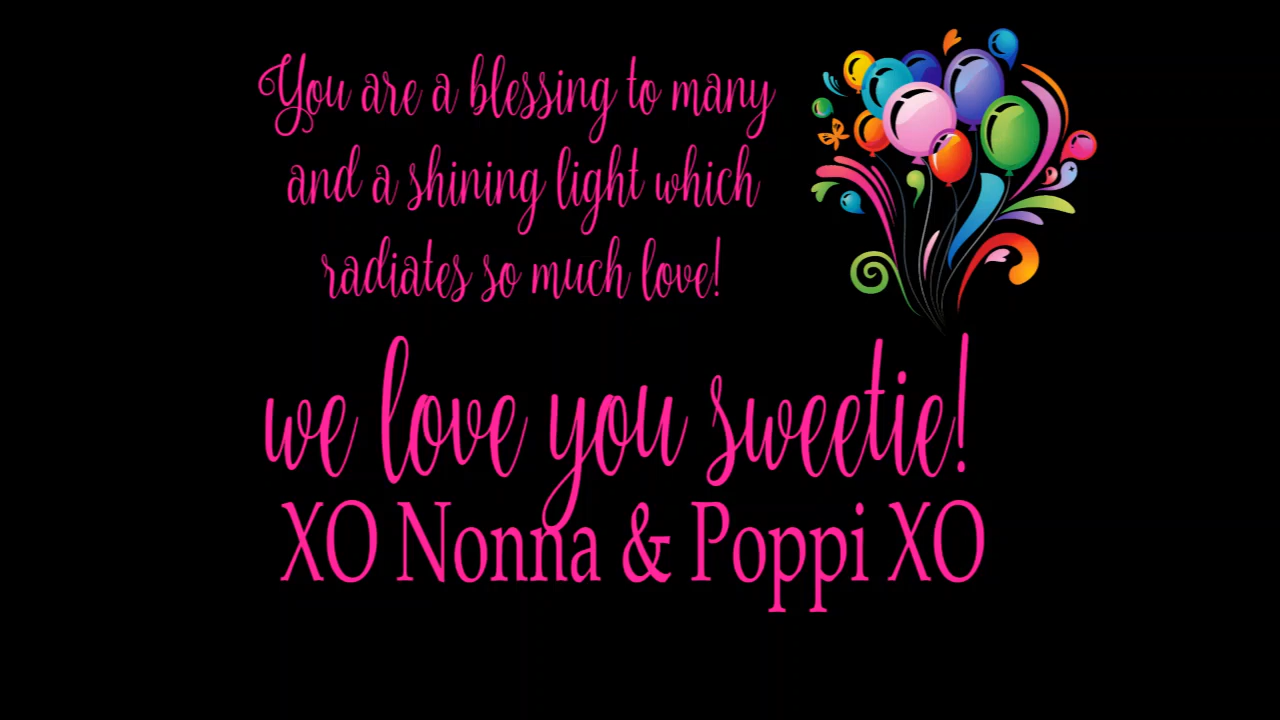 You are a blessing to many
and a shining light which
radiates so much love!
we love you sweetie!
XO Nonna & Poppi XO